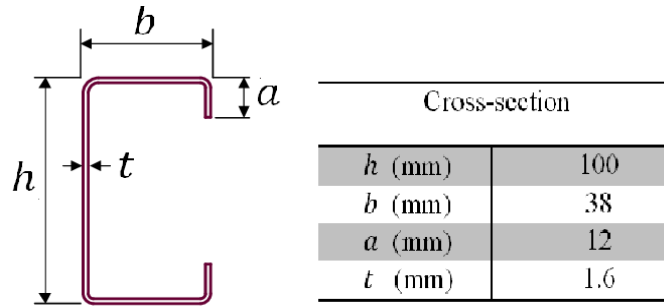 b
a
h
t
Cross-section
h (mm) 100
b (mm) 38
a (mm) 12
t (mm) 1.6